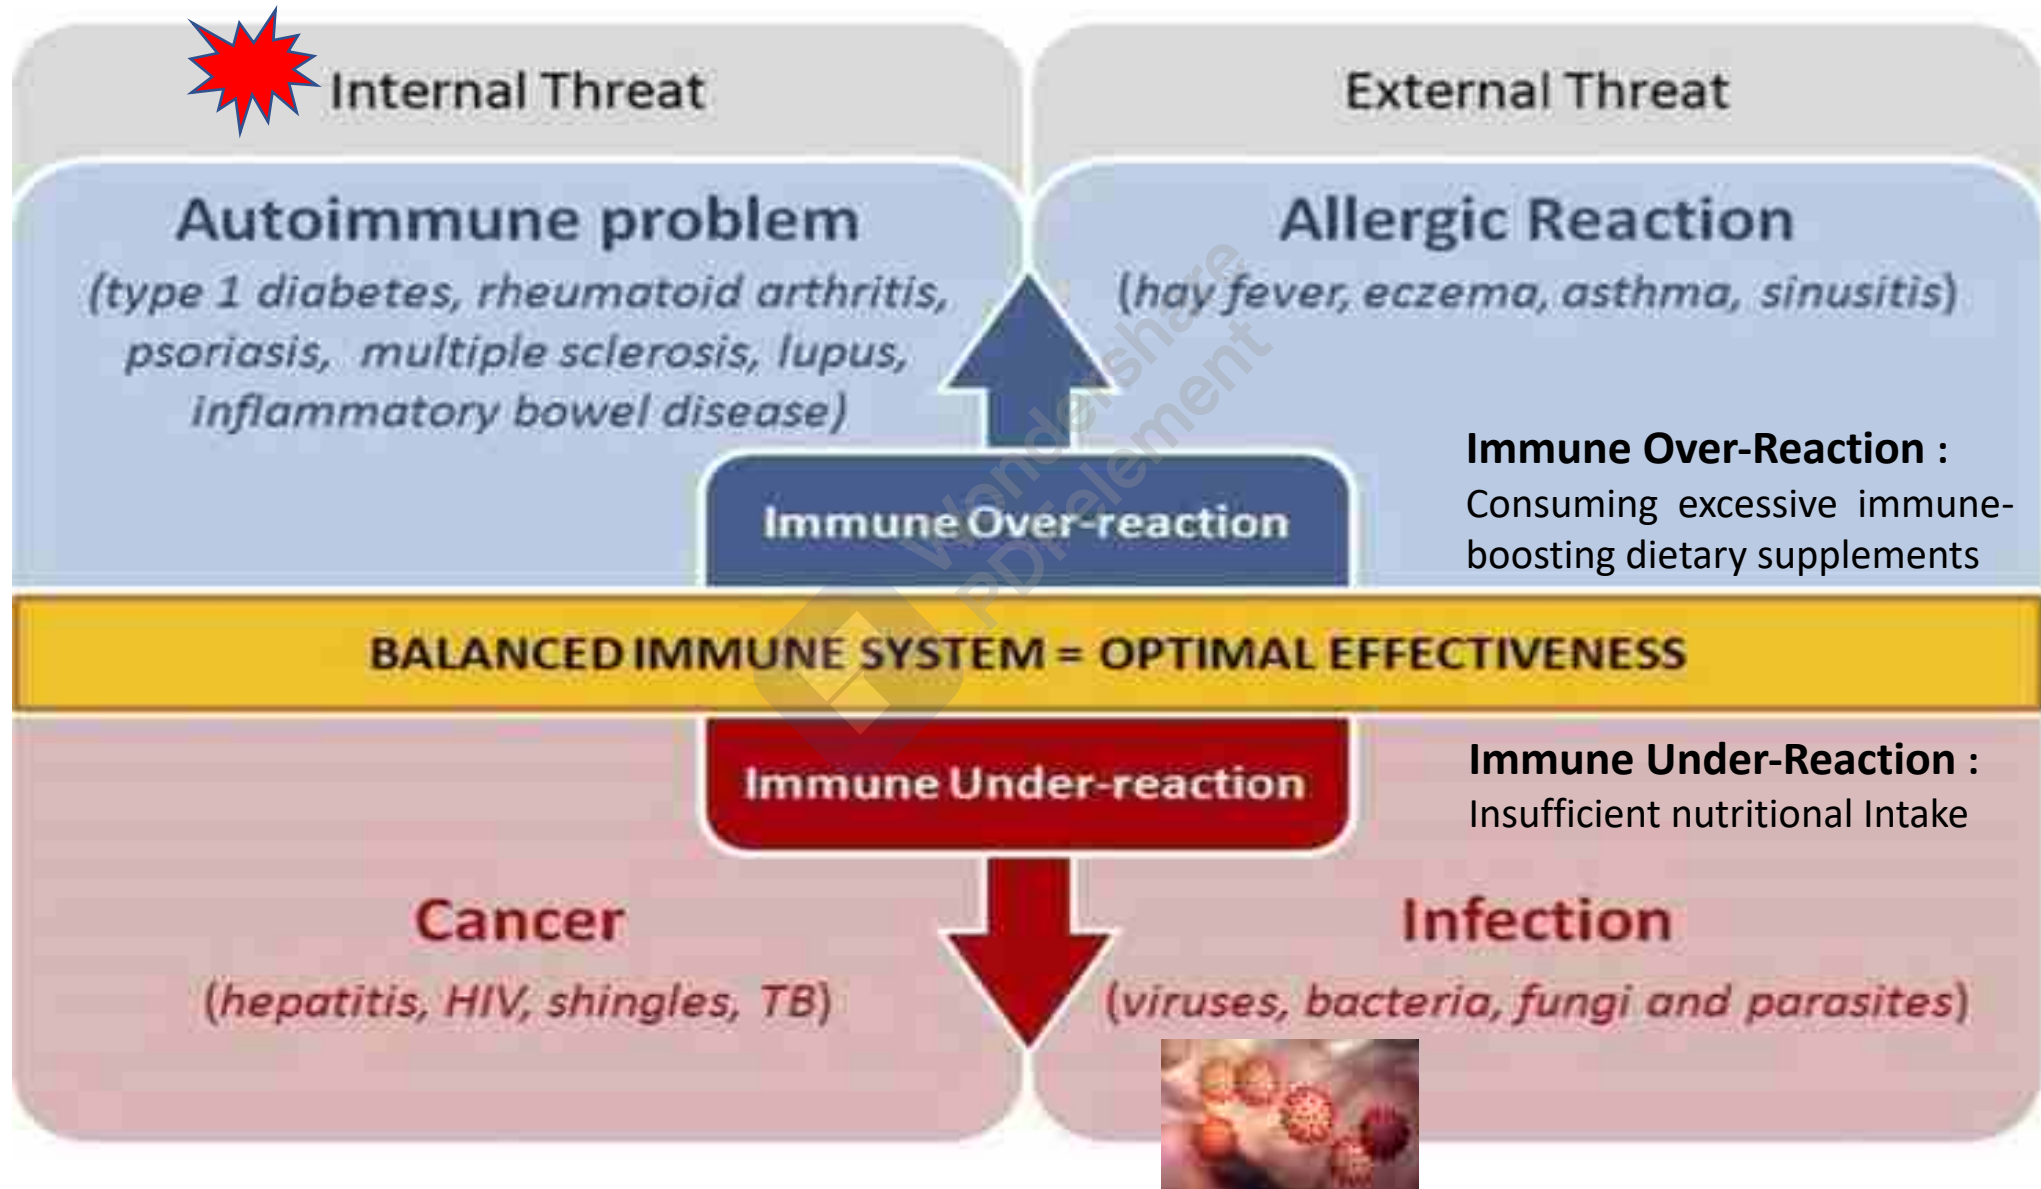 Internal Threat
External Threat
Autoimmune problem
(type 1 diabetes, rheumatoid arthritis,
psoriasis, multiple sclerosis, lupus,
inflammatory bowel disease)
Allergic Reaction
(hay fever, eczema, asthma, sinusitis)
Immune Over-Reaction :
Consuming excessive immune-
boosting dietary supplements
Immune Over-reaction
Wondershare
PDFelement
BALANCED IMMUNE SYSTEM = OPTIMAL EFFECTIVENESS
Immune Under-reaction
Immune Under-Reaction :
Insufficient nutritional Intake
Cancer
(hepatitis, HIV, shingles, TB)
Infection
(viruses, bacteria, fungi and parasites)